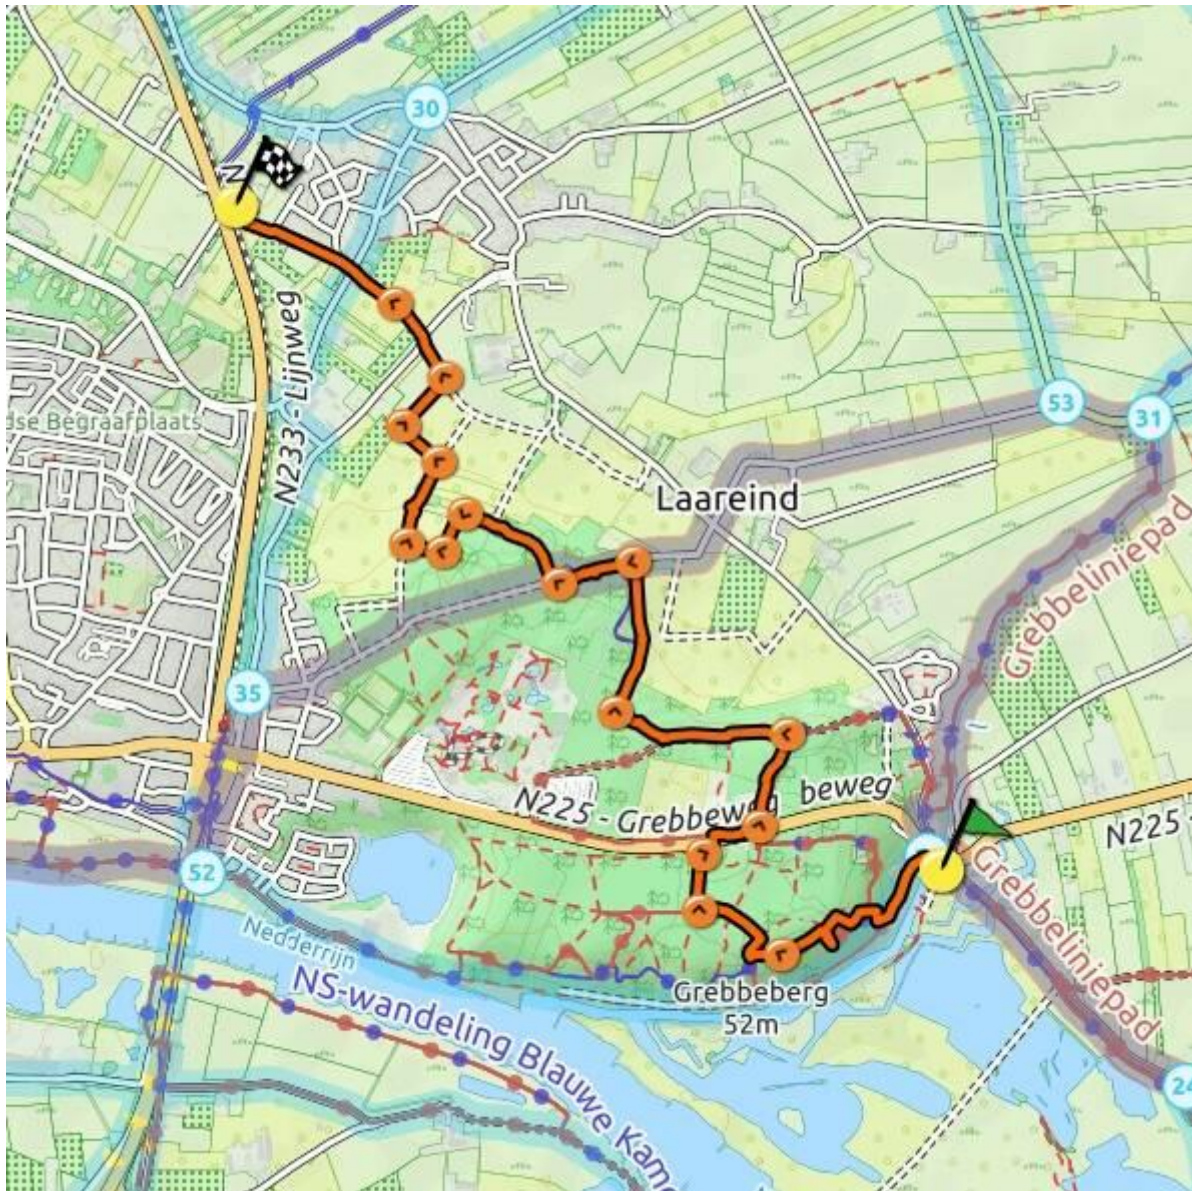 30
N233 - Lijnweg
dse Begraafplaats
53
31
Laareind
Grebbeliniepad
35
N225 - Grebbeweg
beweg
N225 -
52
Grebbeliniepad
Nederrijn
NS-wandeling Blauwe Kam
Grebbeberg
52m
24